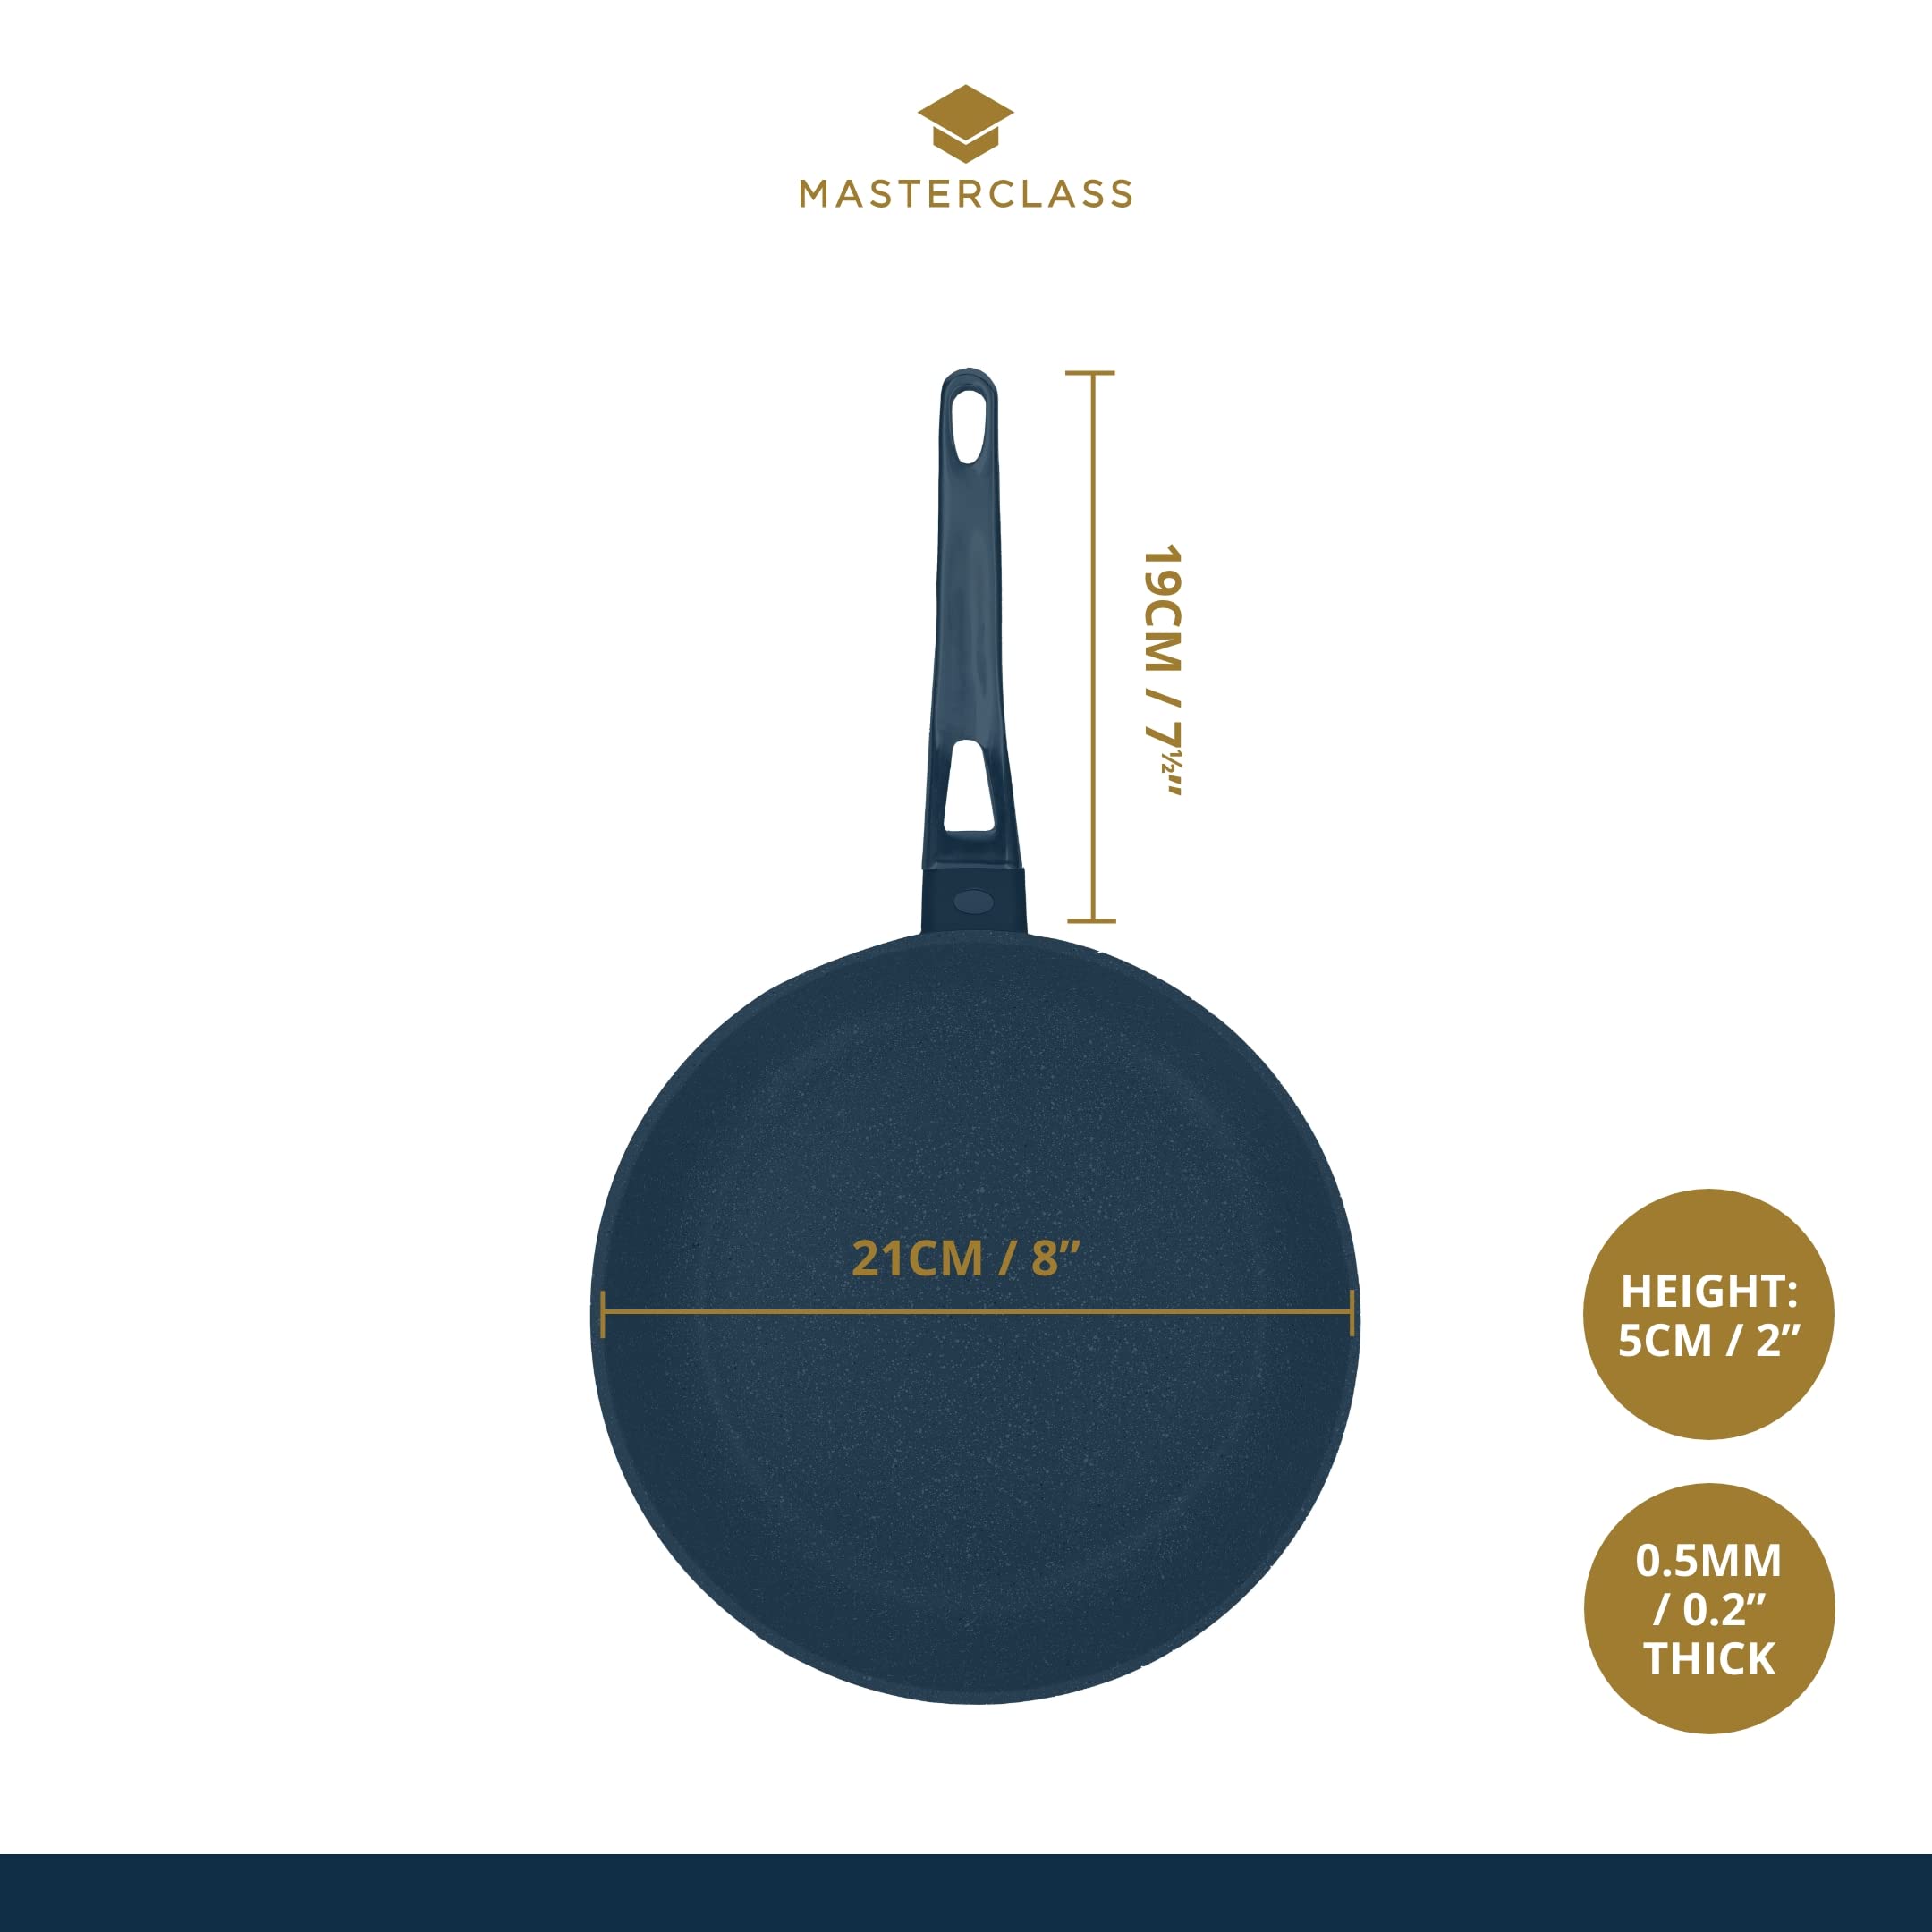 MASTERCLASS
19CM / 7½”
21CM / 8”
HEIGHT:
5CM / 2”
0.5MM
/ 0.2”
THICK